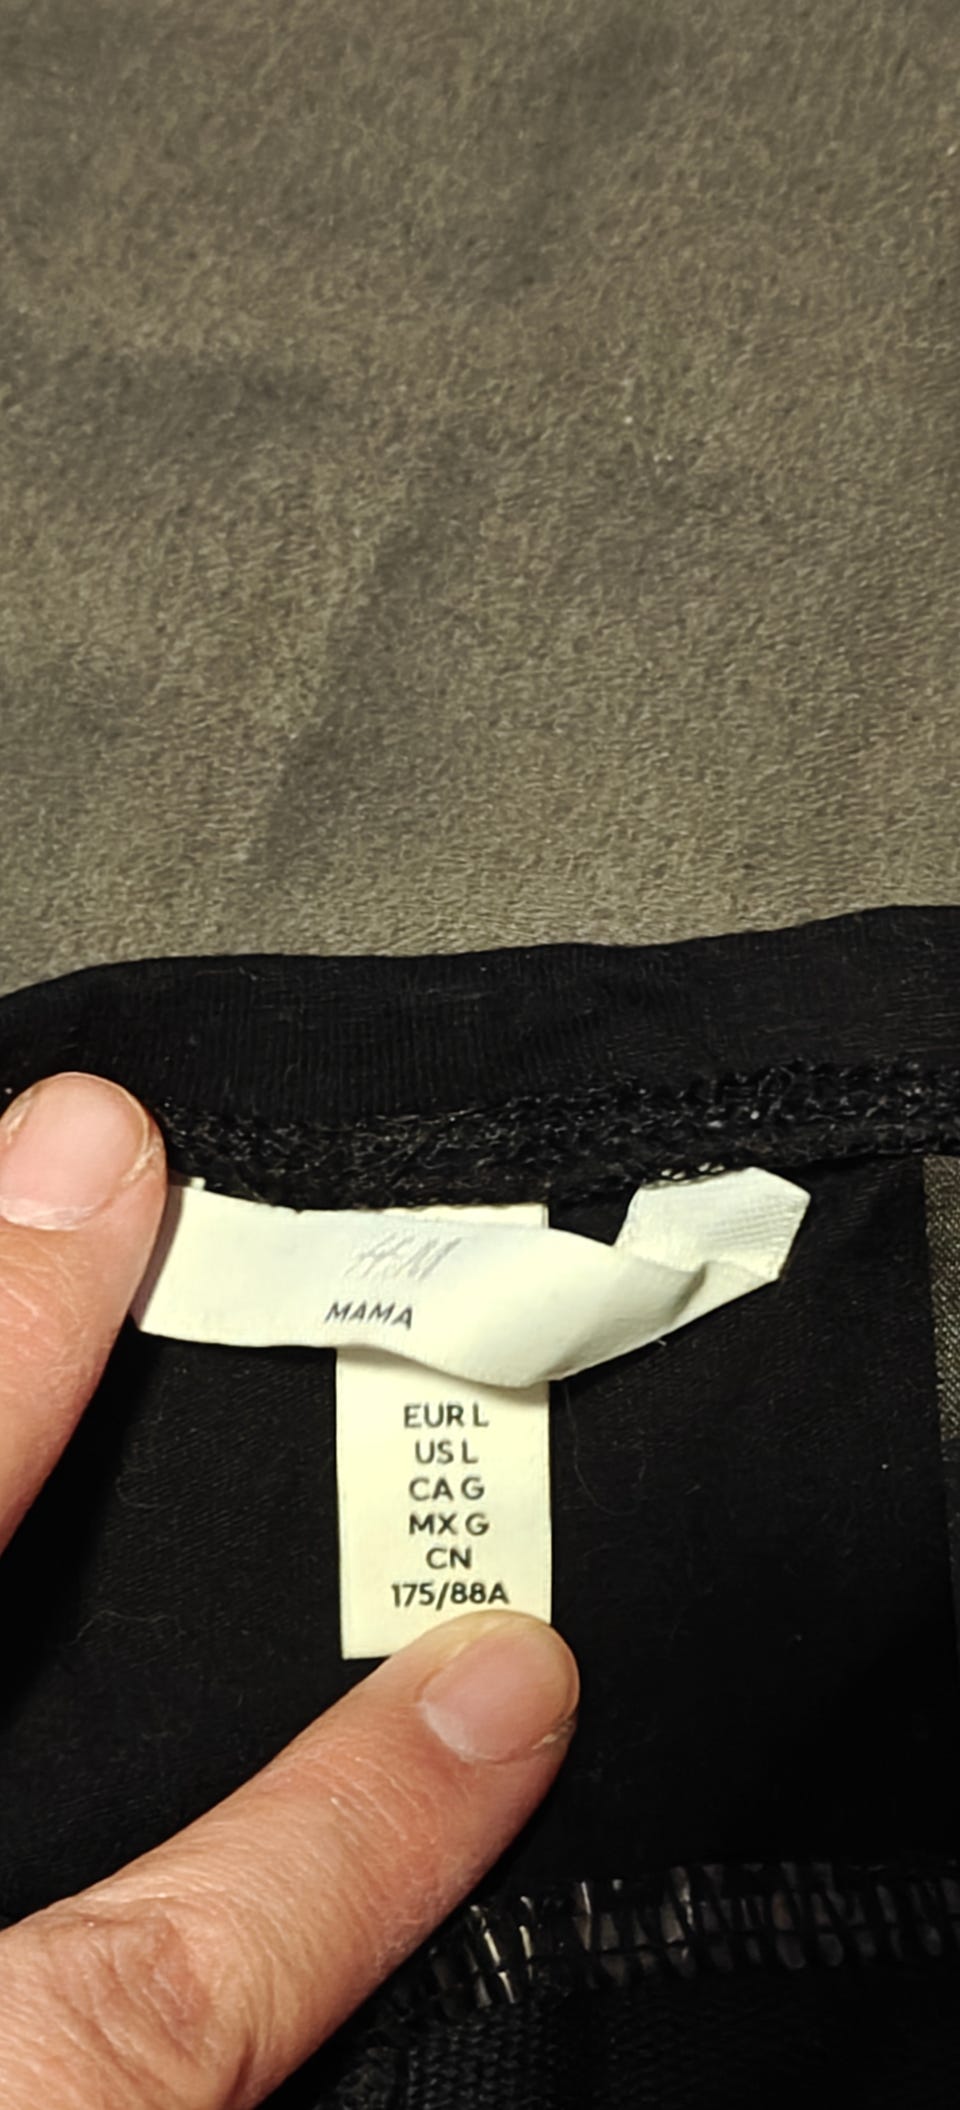 H&M
MAMA
EUR L
US L
CA G
MX G
CN
175/88A